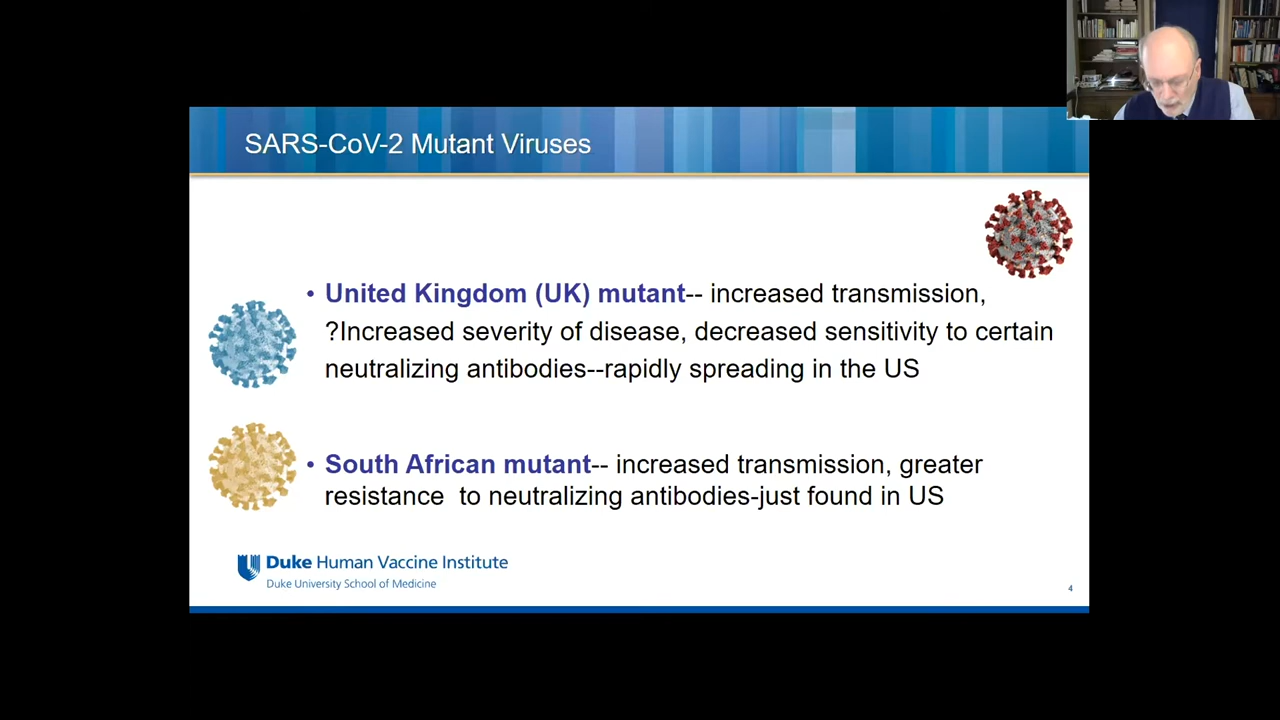 SARS-CoV-2 Mutant Viruses
• United Kingdom (UK) mutant-- increased transmission,
?Increased severity of disease, decreased sensitivity to certain
neutralizing antibodies--rapidly spreading in the US
• South African mutant-- increased transmission, greater
resistance  to neutralizing antibodies-just found in US
Duke Human Vaccine Institute
Duke University School of Medicine
4